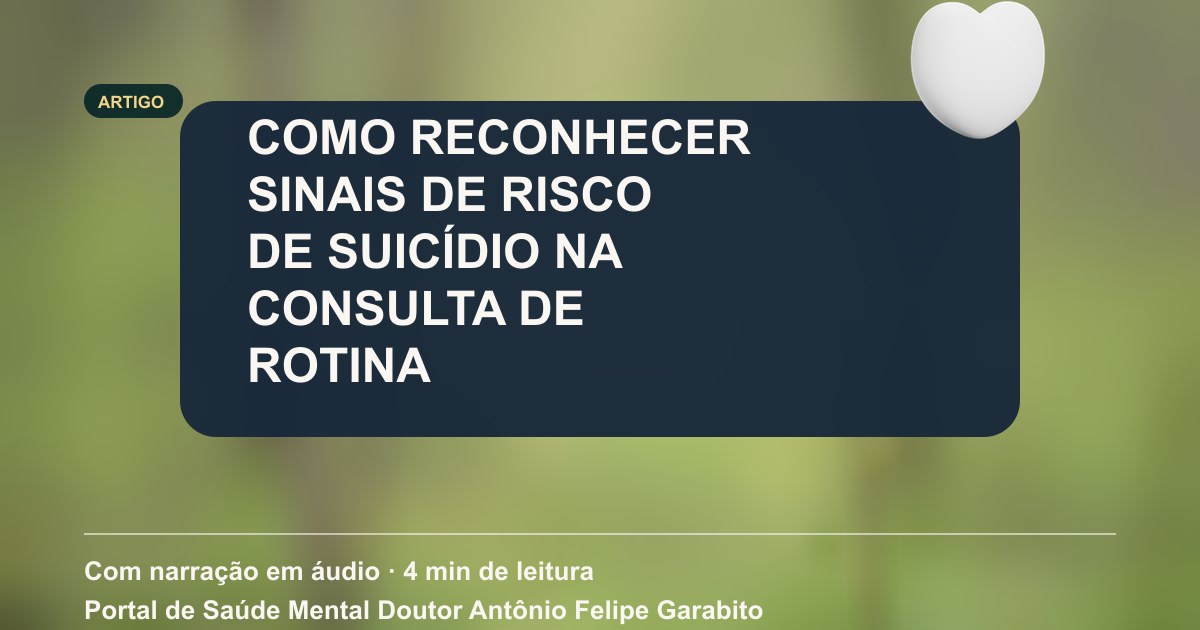 ARTIGO
COMO RECONHECER
SINAIS DE RISCO
DE SUICÍDIO NA
CONSULTA DE
ROTINA
Com narração em áudio · 4 min de leitura
Portal de Saúde Mental Doutor Antônio Felipe Garabito